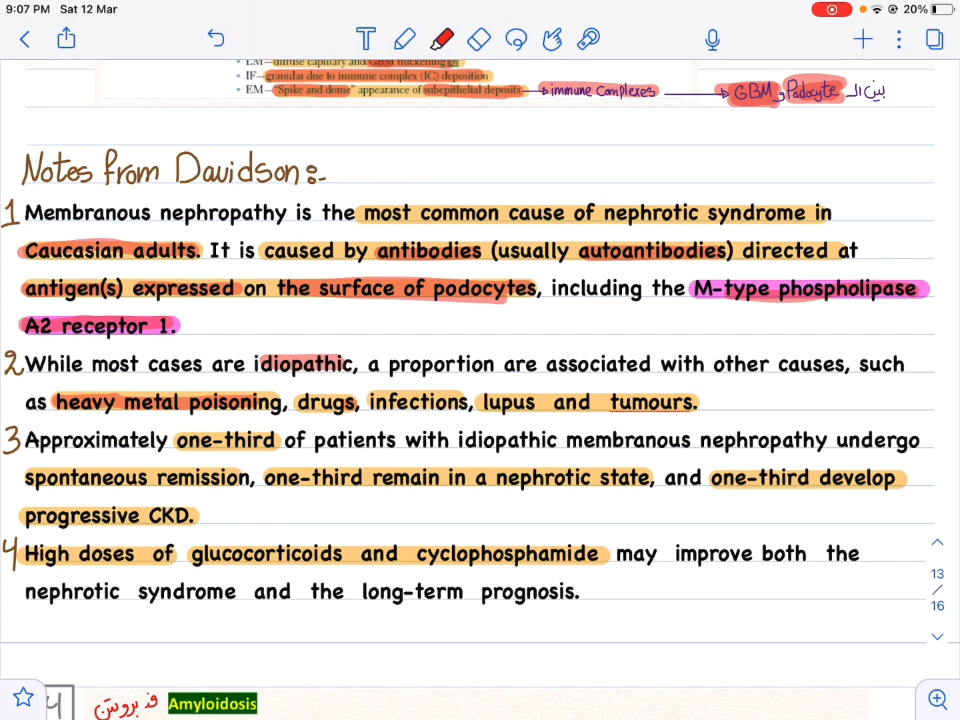 9:07 PM Sat 12 Mar 20%
EM—diffuse capillary and GBM thickening
IF—granular due to immune complex (IC) deposition
EM—"Spike and dome" appearance of subepithelial deposits → immune Complexes → GBM و Podocyte بين الـ
Notes from Davidson:-
1 Membranous nephropathy is the most common cause of nephrotic syndrome in
Caucasian adults. It is caused by antibodies (usually autoantibodies) directed at
antigen(s) expressed on the surface of podocytes, including the M-type phospholipase
A2 receptor 1.
2 While most cases are idiopathic, a proportion are associated with other causes, such
as heavy metal poisoning, drugs, infections, lupus and tumours.
3 Approximately one-third of patients with idiopathic membranous nephropathy undergo
spontaneous remission, one-third remain in a nephrotic state, and one-third develop
progressive CKD.
4 High doses of glucocorticoids and cyclophosphamide may improve both the
nephrotic syndrome and the long-term prognosis.
13
/
16
4 Amyloidosis